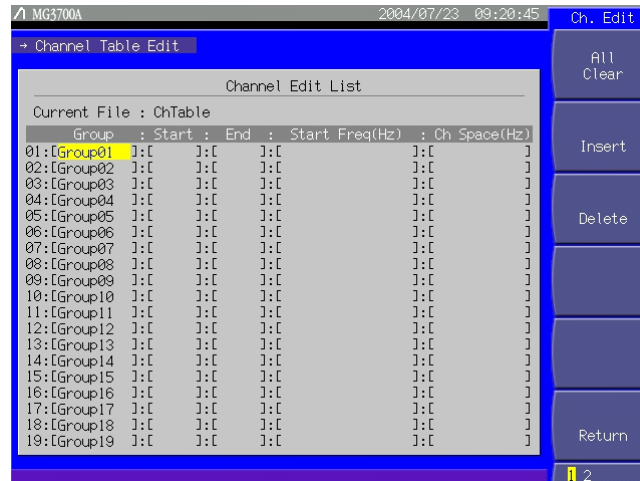 MG3700A 2004/07/23 09:20:45 Ch. Edit
→ Channel Table Edit
All
Clear
Channel Edit List
Current File : ChTable
Group : Start : End : Start Freq(Hz) : Ch Space(Hz)
01:[Group01 ]:[ ]:[ ]:[ ]:[ ]
Insert
02:[Group02 ]:[ ]:[ ]:[ ]:[ ]
03:[Group03 ]:[ ]:[ ]:[ ]:[ ]
04:[Group04 ]:[ ]:[ ]:[ ]:[ ]
05:[Group05 ]:[ ]:[ ]:[ ]:[ ]
06:[Group06 ]:[ ]:[ ]:[ ]:[ ]
Delete
07:[Group07 ]:[ ]:[ ]:[ ]:[ ]
08:[Group08 ]:[ ]:[ ]:[ ]:[ ]
09:[Group09 ]:[ ]:[ ]:[ ]:[ ]
10:[Group10 ]:[ ]:[ ]:[ ]:[ ]
11:[Group11 ]:[ ]:[ ]:[ ]:[ ]
12:[Group12 ]:[ ]:[ ]:[ ]:[ ]
13:[Group13 ]:[ ]:[ ]:[ ]:[ ]
14:[Group14 ]:[ ]:[ ]:[ ]:[ ]
15:[Group15 ]:[ ]:[ ]:[ ]:[ ]
16:[Group16 ]:[ ]:[ ]:[ ]:[ ]
17:[Group17 ]:[ ]:[ ]:[ ]:[ ]
18:[Group18 ]:[ ]:[ ]:[ ]:[ ]
19:[Group19 ]:[ ]:[ ]:[ ]:[ ]
Return
1 2